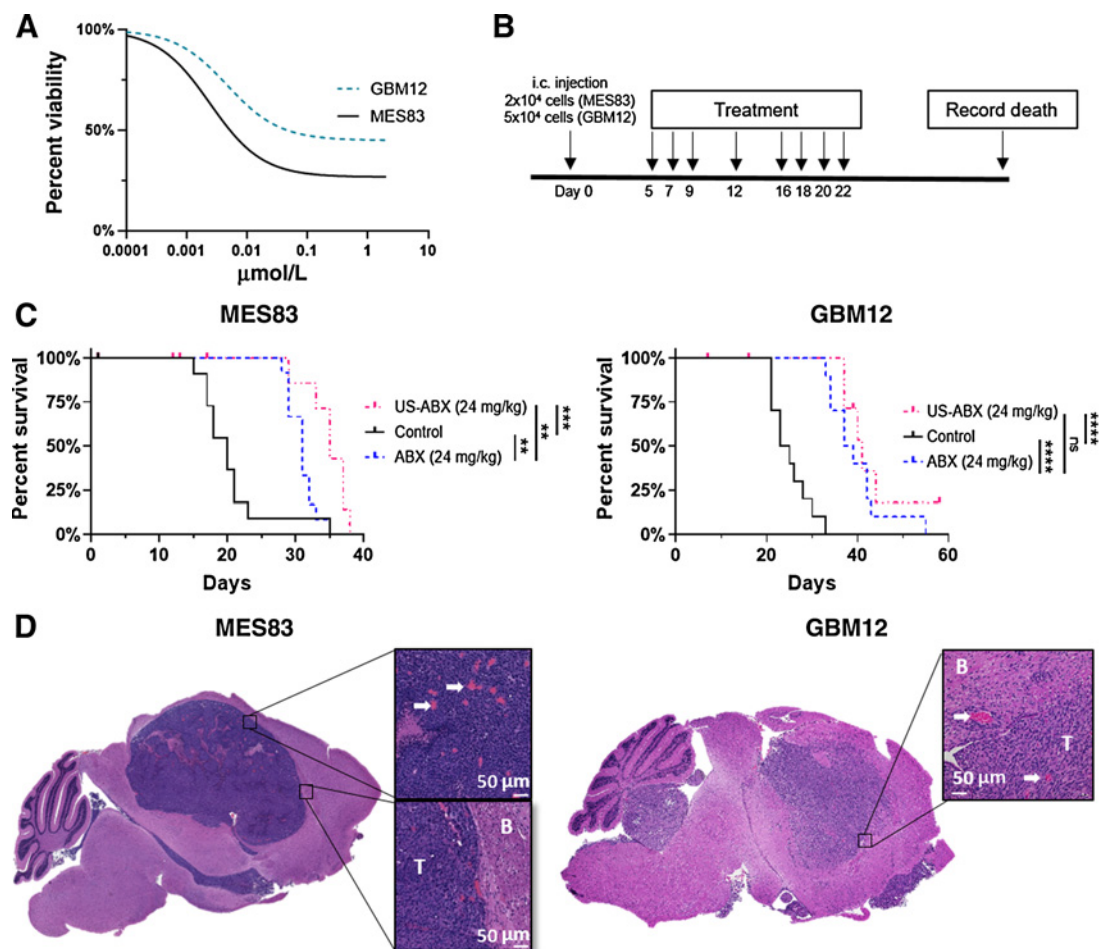 A
100%
50%
100%
Percent viability
0.0001
0.001
0.01
0.1
1
10
μmol/L
GBM12
MES83
B
i.c. injection
2x10⁴ cells (MES83)
5x10⁴ cells (GBM12)
Treatment
Record death
Day 0
5 7 9 12 16 18 20 22
C
MES83
100%
75%
50%
25%
0%
Percent survival
0 10 20 30 40
Days
US-ABX (24 mg/kg)
Control
ABX (24 mg/kg)
**
**
***
GBM12
100%
75%
50%
25%
0%
Percent survival
0 20 40 60
Days
US-ABX (24 mg/kg)
Control
ABX (24 mg/kg)
****
ns
****
D
MES83
50 μm
B
T
50 μm
GBM12
B
T
50 μm